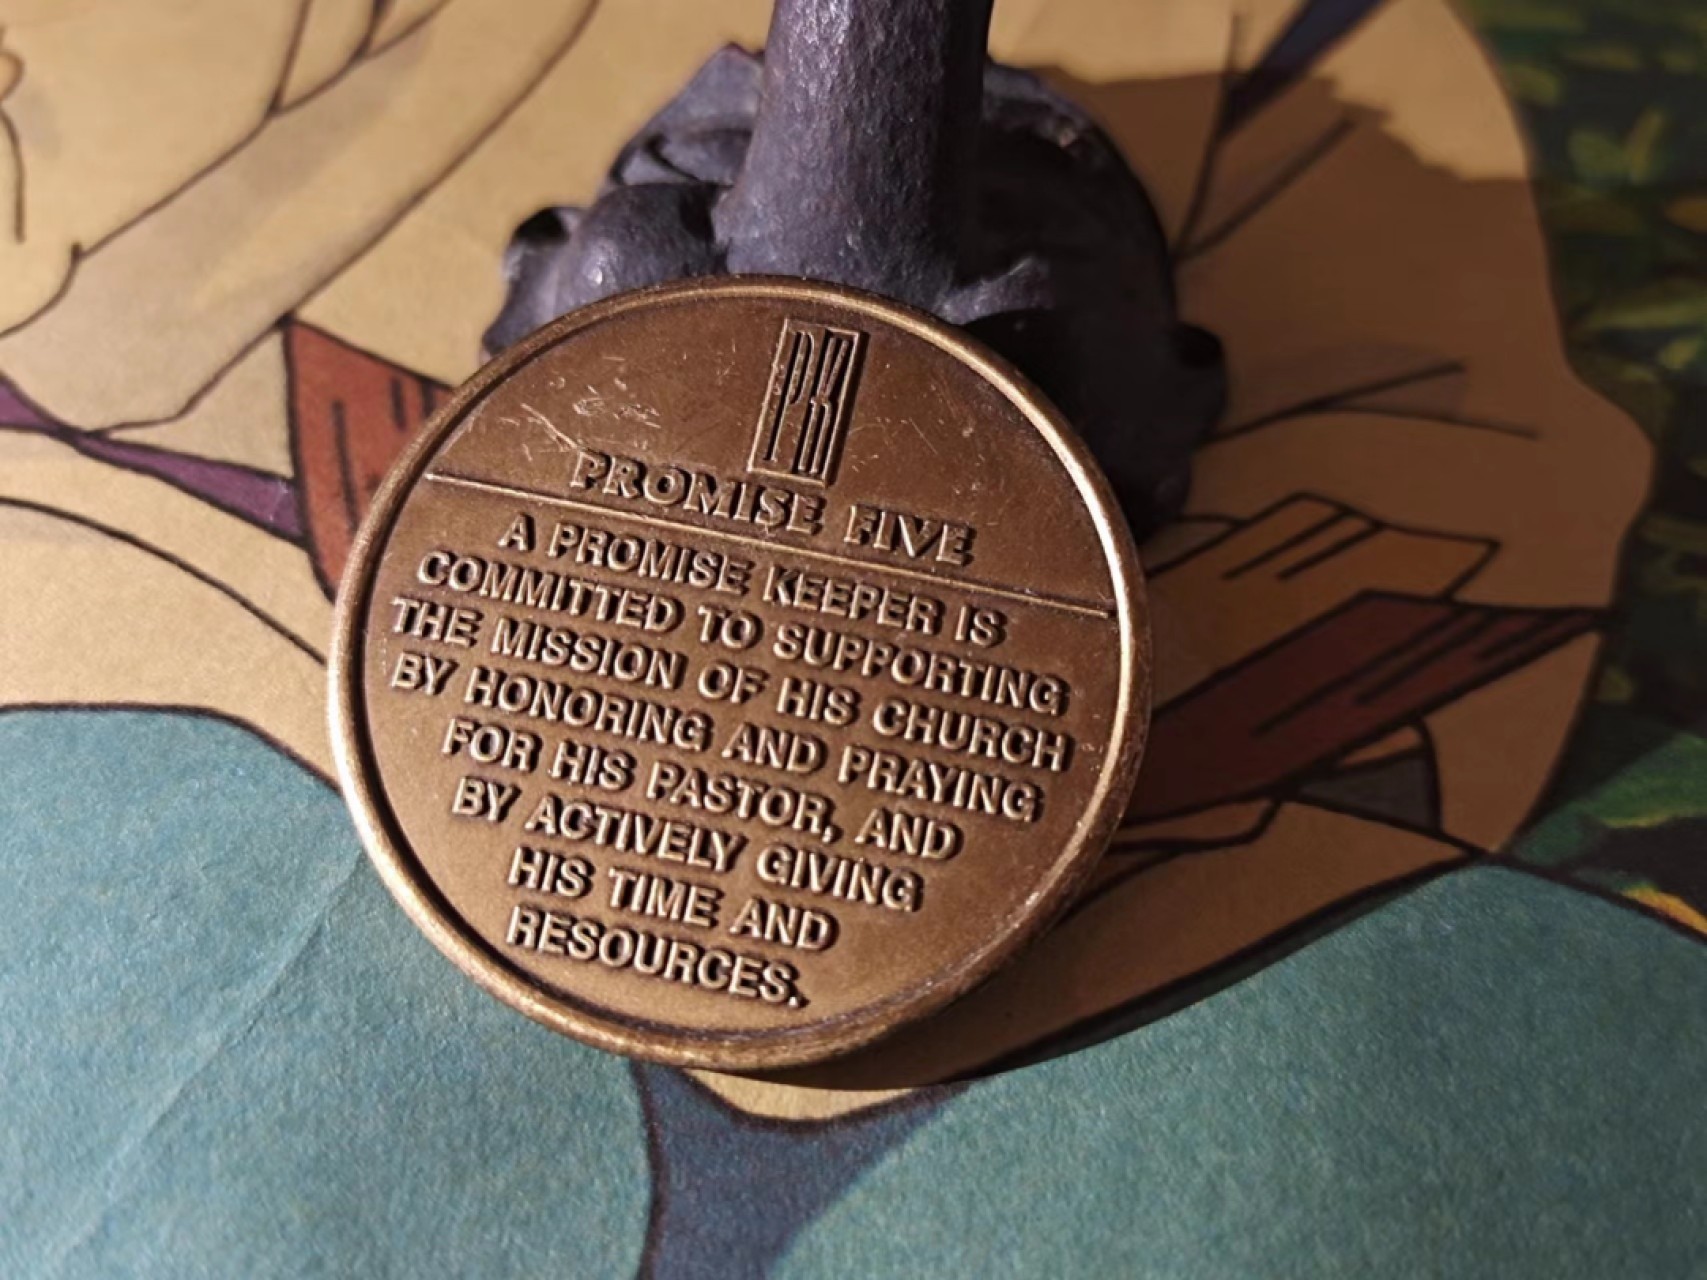 PK
PROMISE FIVE
A PROMISE KEEPER IS
COMMITTED TO SUPPORTING
THE MISSION OF HIS CHURCH
BY HONORING AND PRAYING
FOR HIS PASTOR, AND
BY ACTIVELY GIVING
HIS TIME AND
RESOURCES.